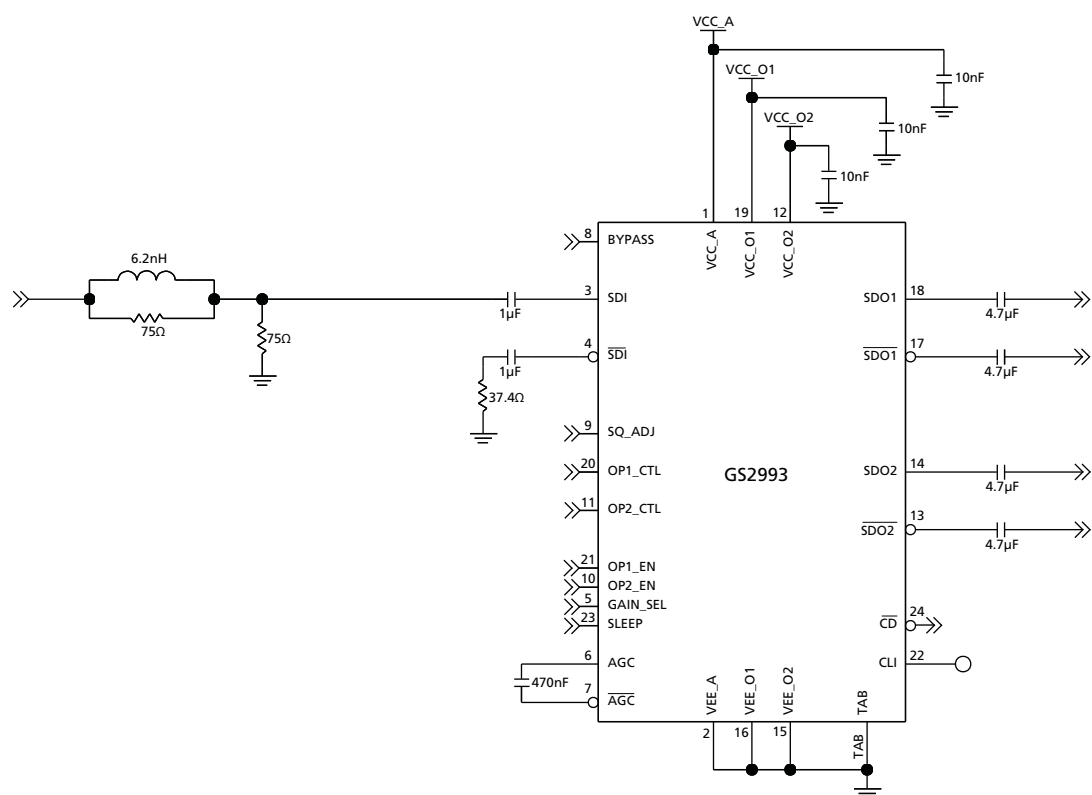 VCC_A
10nF
VCC_O1
10nF
VCC_O2
10nF
1
19
12
8
BYPASS
VCC_A
VCC_O1
VCC_O2
6.2nH
75Ω
75Ω
1µF
3
SDI
SDO1
18
4.7µF
1µF
4
SDI
SDO1
17
4.7µF
37.4Ω
9
SQ_ADJ
20
OP1_CTL
GS2993
SDO2
14
4.7µF
11
OP2_CTL
SDO2
13
4.7µF
21
OP1_EN
10
OP2_EN
5
GAIN_SEL
23
SLEEP
CD
24
6
AGC
CLI
22
470nF
7
AGC
VEE_A
VEE_O1
VEE_O2
TAB
2
16
15
TAB